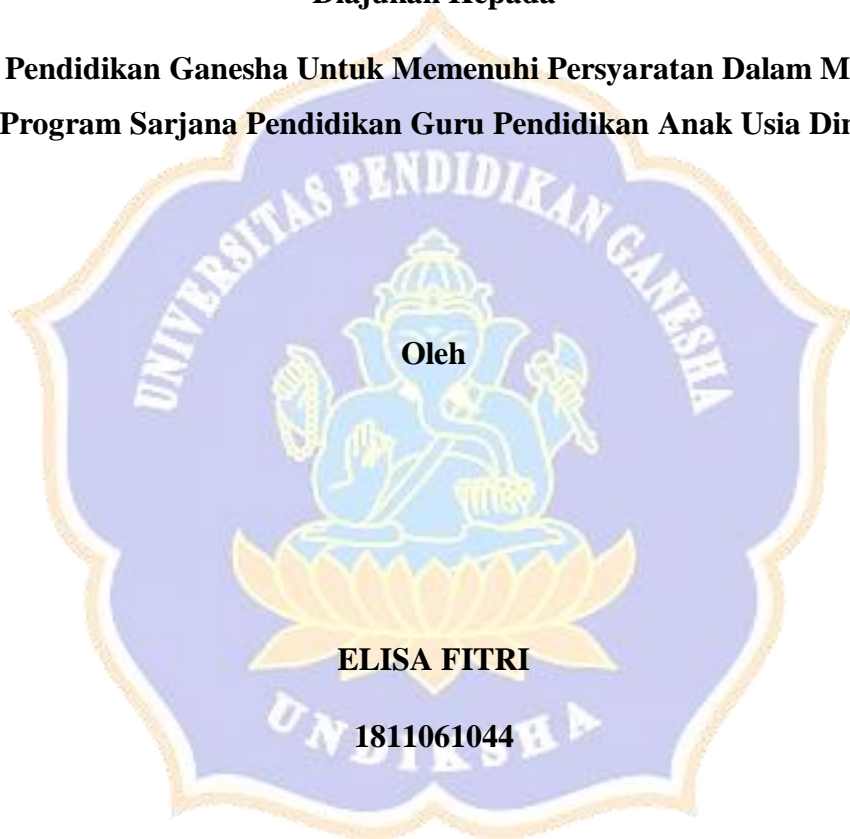 Diajukan Kepada
Pendidikan Ganesha Untuk Memenuhi Persyaratan Dalam M
Program Sarjana Pendidikan Guru Pendidikan Anak Usia Di
UNIVERSITAS PENDIDIKAN GANESHA
Oleh
ELISA FITRI
1811061044
UNDIKSHA